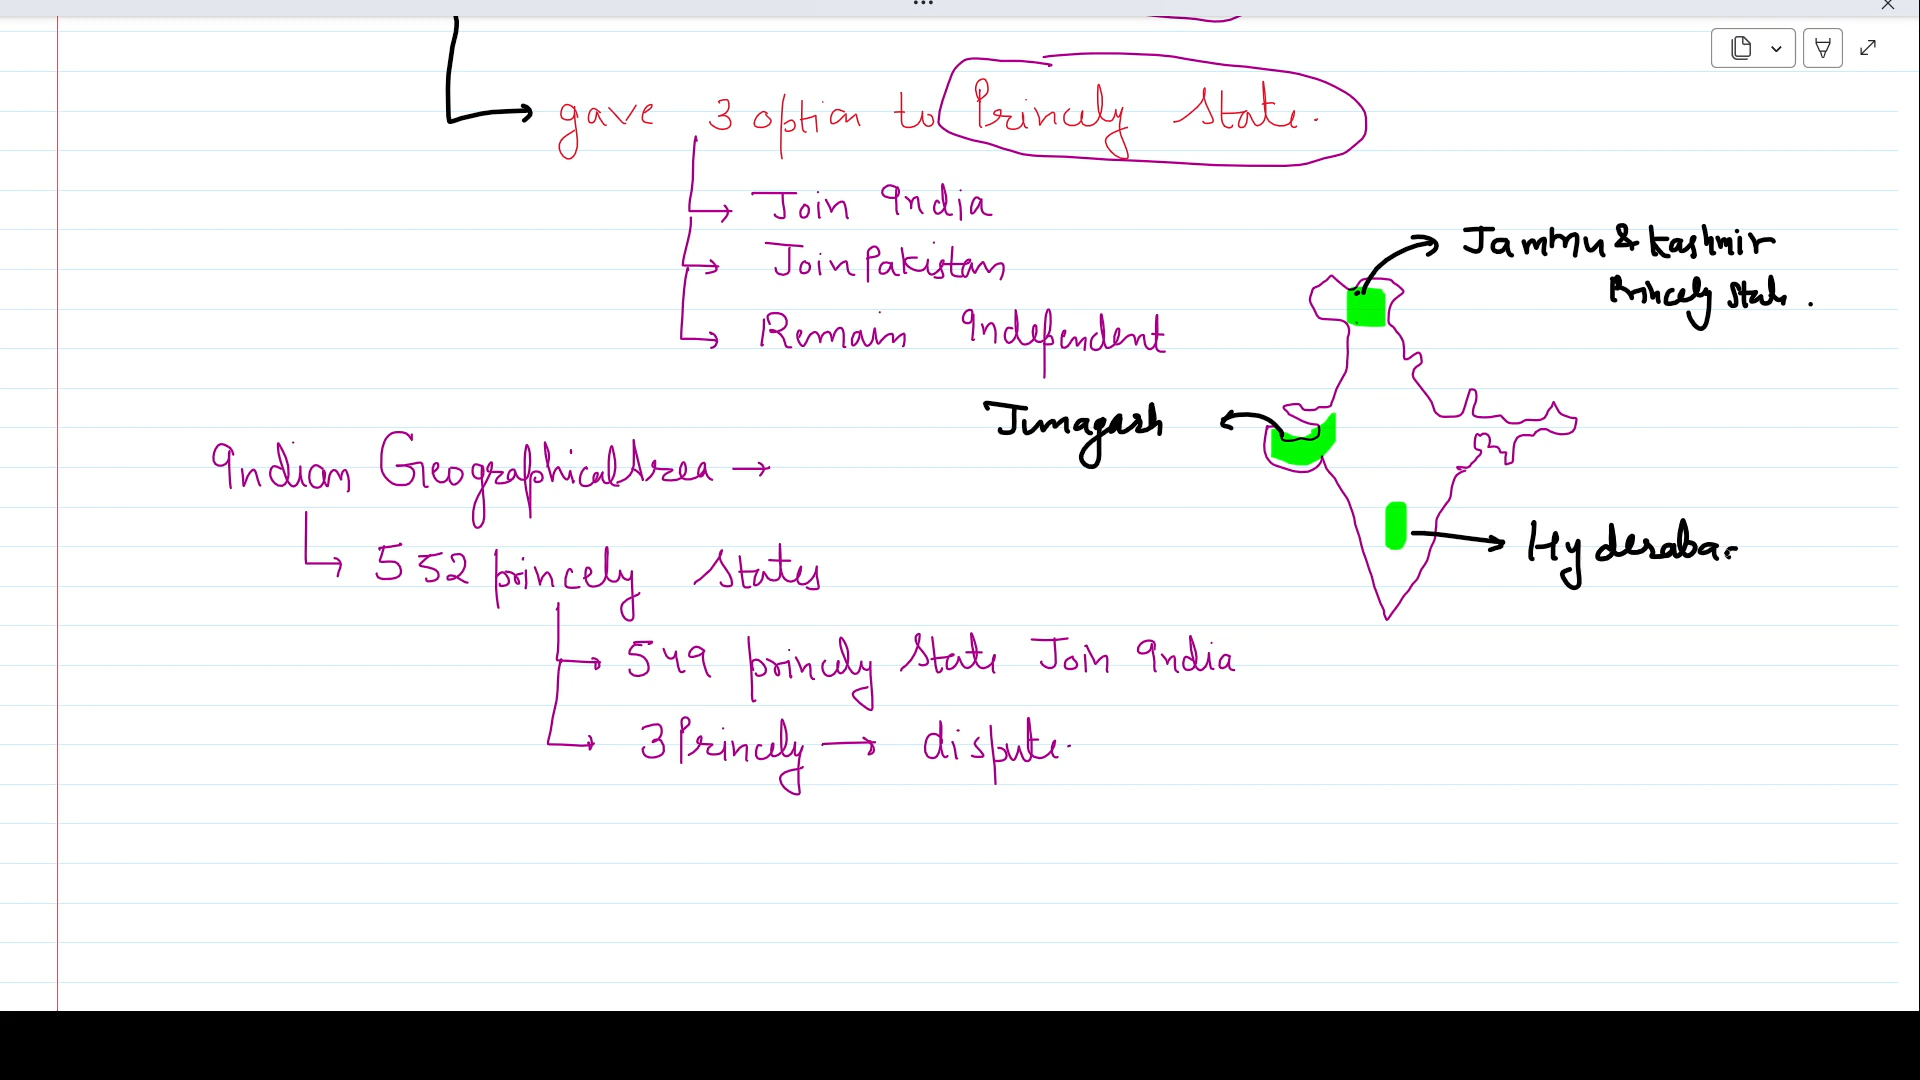 gave 3 option to Princely State.
Join India
Join Pakistan
Remain Independent
Jammu & Kashmir
Princely State.
Junagarh
Indian Geographical Area →
552 princely states
Hyderaba
549 princely state Join India
3 Princely → dispute.